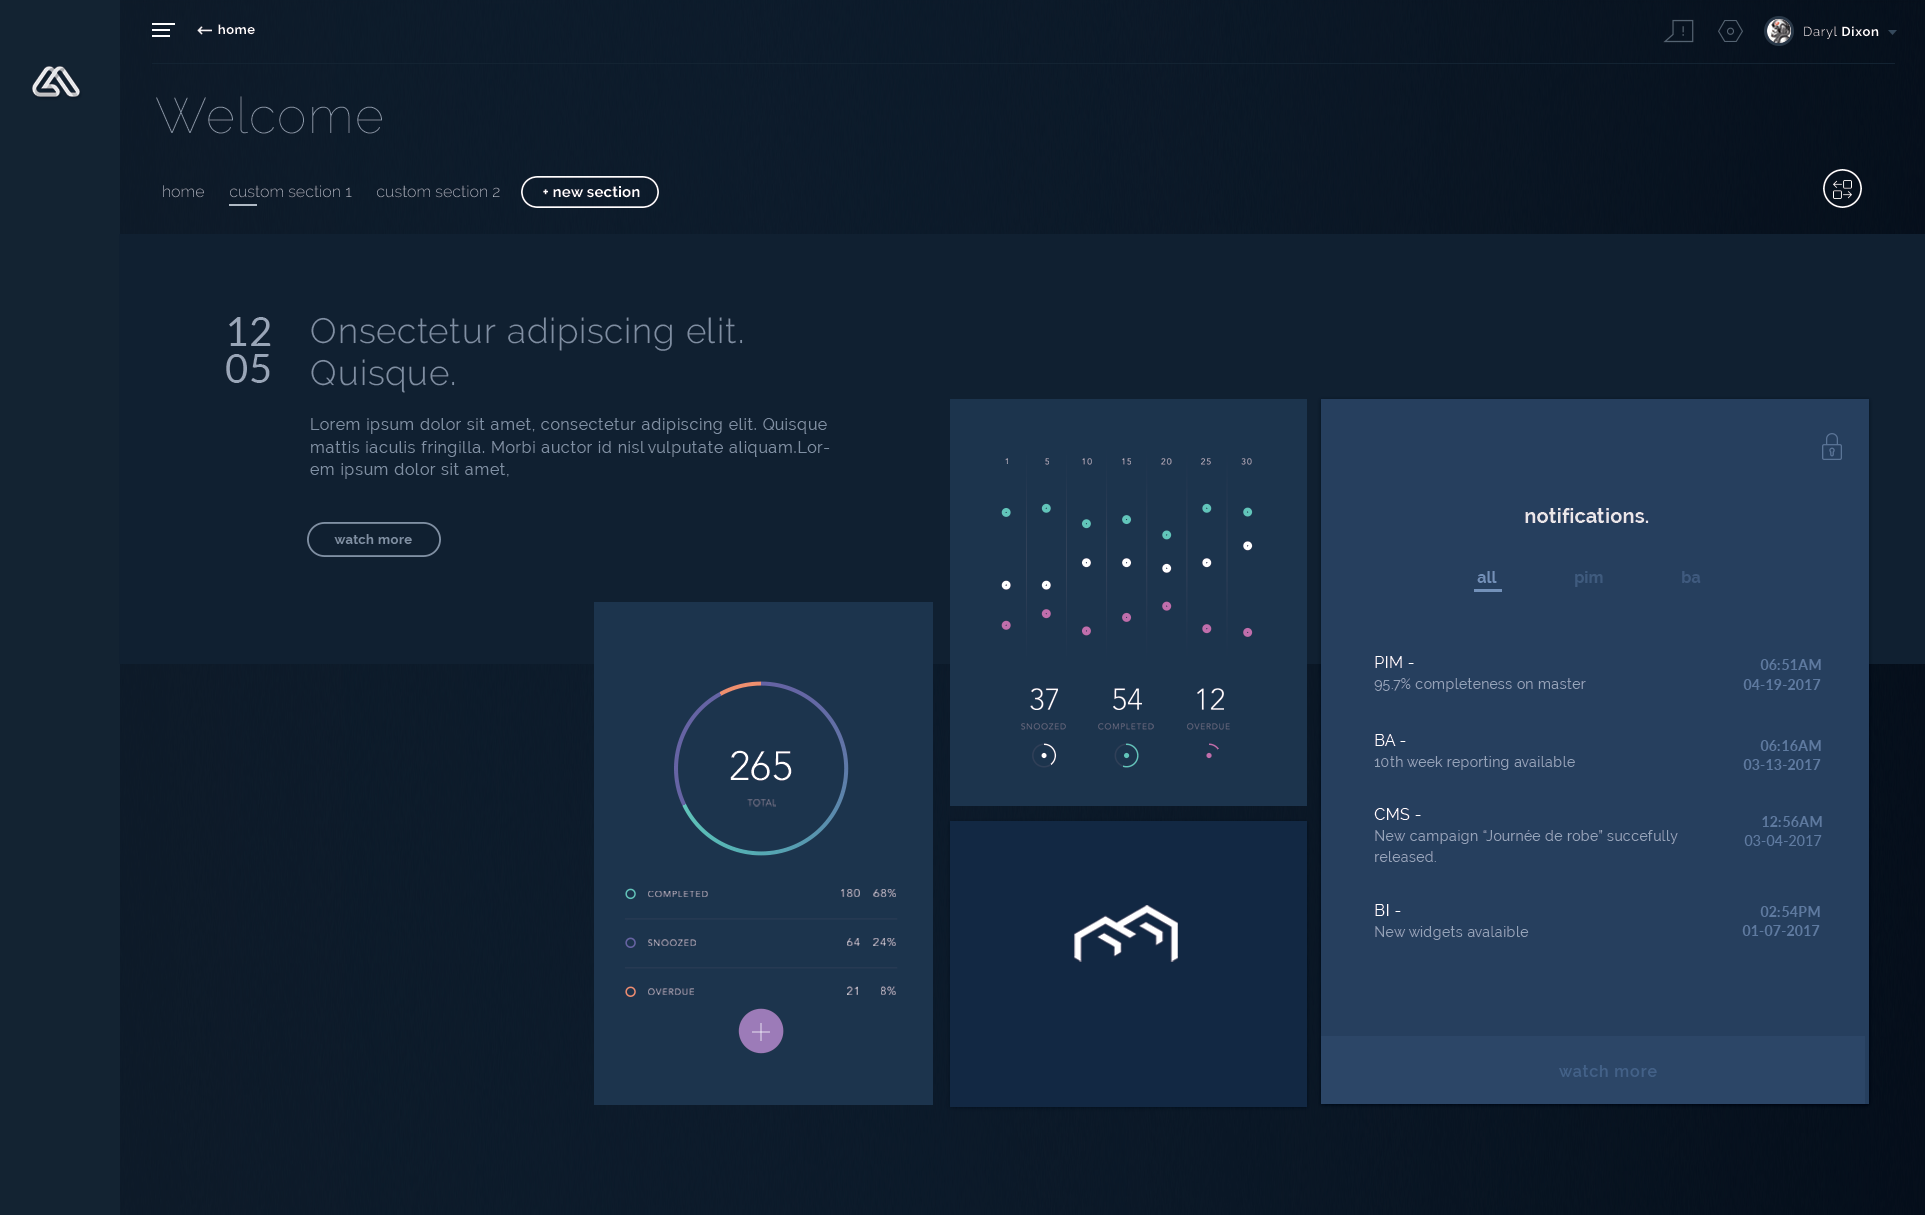 home
Daryl Dixon
Welcome
home
custom section 1
custom section 2
+ new section
12
05
Onsectetur adipiscing elit.
Quisque.
Lorem ipsum dolor sit amet, consectetur adipiscing elit. Quisque
mattis iaculis fringilla. Morbi auctor id nisl vulputate aliquam.Lor-
em ipsum dolor sit amet,
watch more
265
TOTAL
COMPLETED 180 68%
SNOOZED 64 24%
OVERDUE 21 8%
1 5 10 15 20 25 30
37 54 12
SNOOZED COMPLETED OVERDUE
notifications.
all pim ba
PIM -
95.7% completeness on master
06:51AM
04-19-2017
BA -
10th week reporting available
06:16AM
03-13-2017
CMS -
New campaign “Journée de robe” succefully
released.
12:56AM
03-04-2017
BI -
New widgets avalaible
02:54PM
01-07-2017
watch more